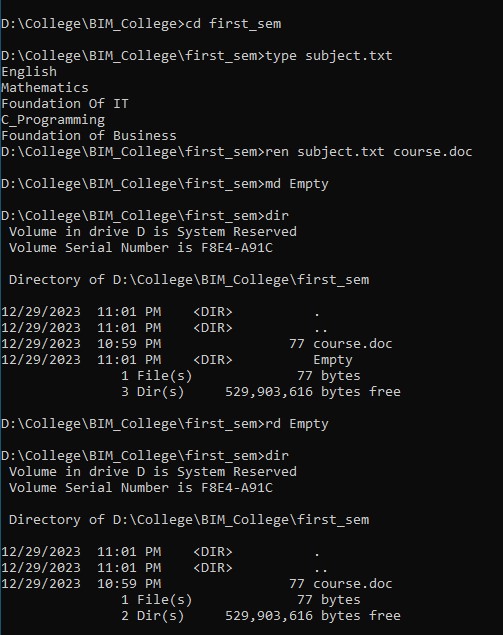 D:\College\BIM_College>cd first_sem
D:\College\BIM_College\first_sem>type subject.txt
English
Mathematics
Foundation Of IT
C_Programming
Foundation of Business
D:\College\BIM_College\first_sem>ren subject.txt course.doc
D:\College\BIM_College\first_sem>md Empty
D:\College\BIM_College\first_sem>dir
 Volume in drive D is System Reserved
 Volume Serial Number is F8E4-A91C
 Directory of D:\College\BIM_College\first_sem
12/29/2023  11:01 PM    <DIR>          .
12/29/2023  11:01 PM    <DIR>          ..
12/29/2023  10:59 PM                77 course.doc
12/29/2023  11:01 PM    <DIR>          Empty
               1 File(s)             77 bytes
               3 Dir(s)     529,903,616 bytes free
D:\College\BIM_College\first_sem>rd Empty
D:\College\BIM_College\first_sem>dir
 Volume in drive D is System Reserved
 Volume Serial Number is F8E4-A91C
 Directory of D:\College\BIM_College\first_sem
12/29/2023  11:01 PM    <DIR>          .
12/29/2023  11:01 PM    <DIR>          ..
12/29/2023  10:59 PM                77 course.doc
               1 File(s)             77 bytes
               2 Dir(s)     529,903,616 bytes free